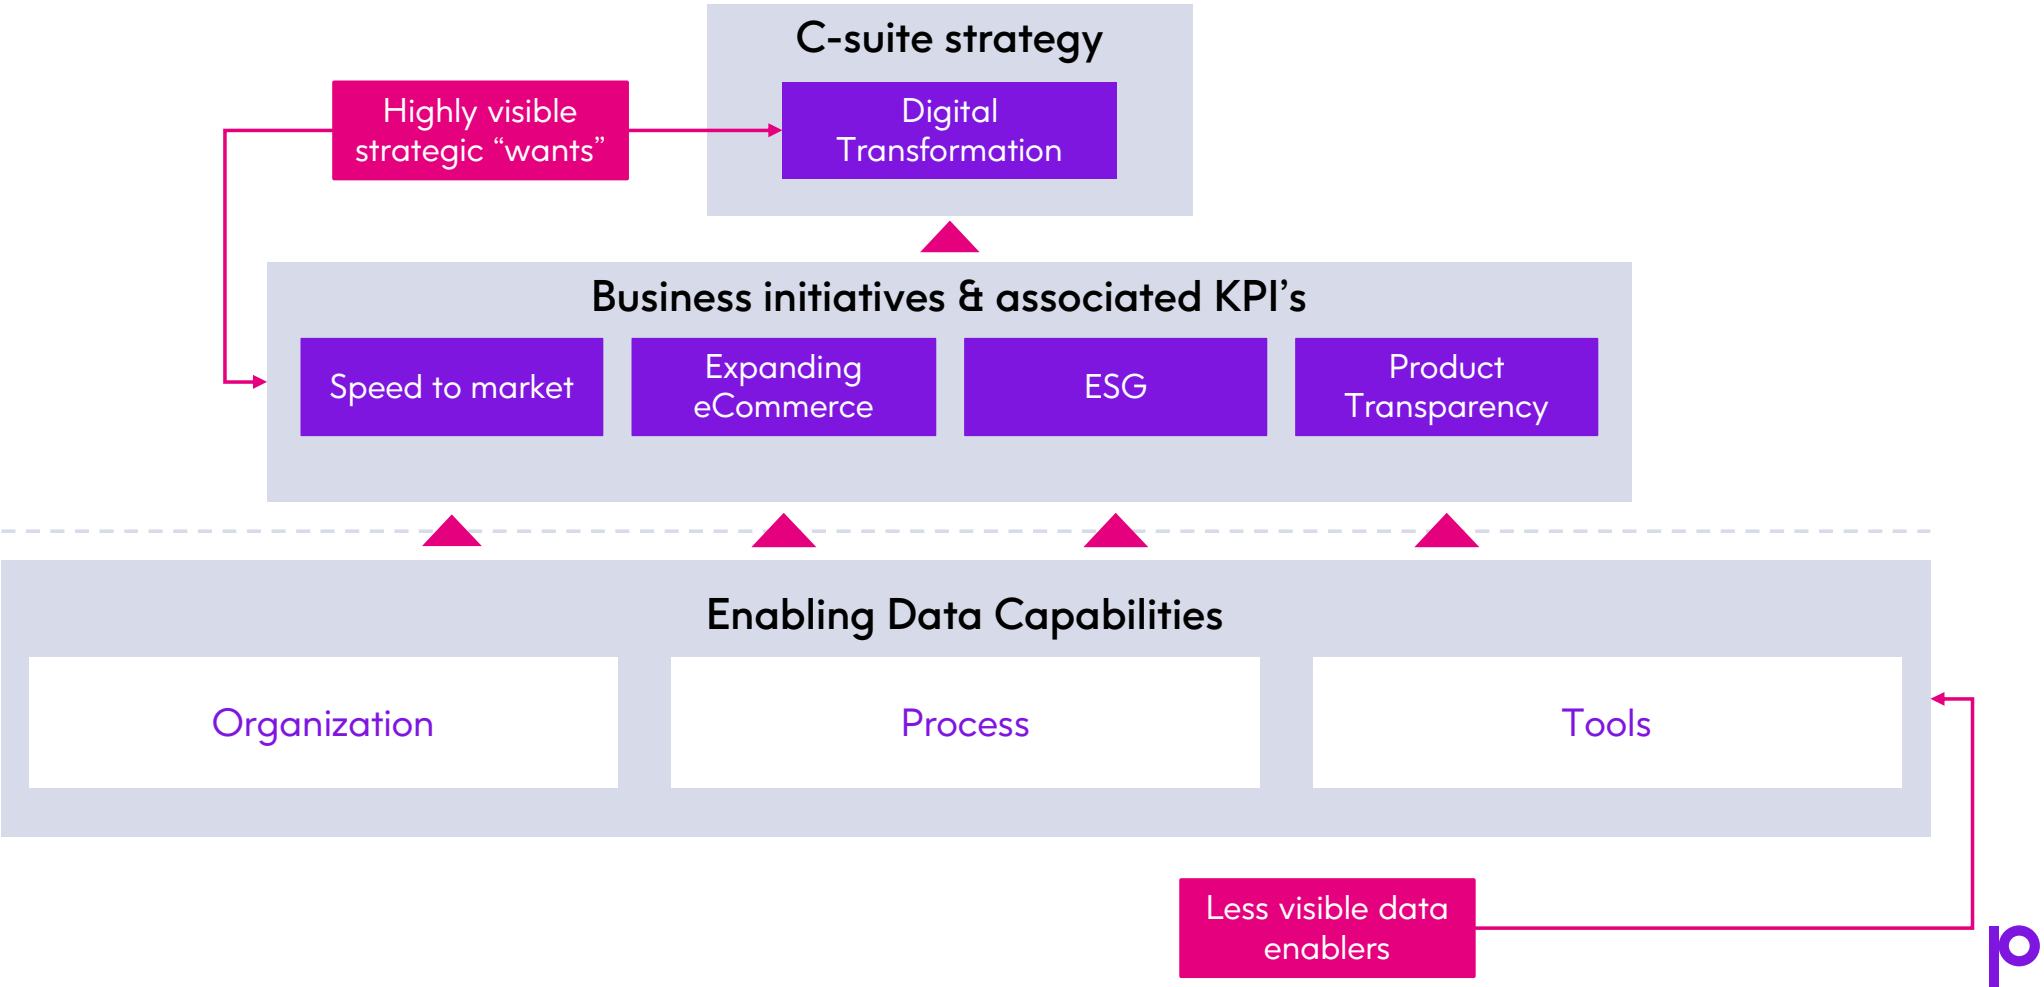 C-suite strategy
Highly visible
strategic “wants”
Digital
Transformation
Business initiatives & associated KPI’s
Speed to market
Expanding
eCommerce
ESG
Product
Transparency
Enabling Data Capabilities
Organization
Process
Tools
Less visible data
enablers
p